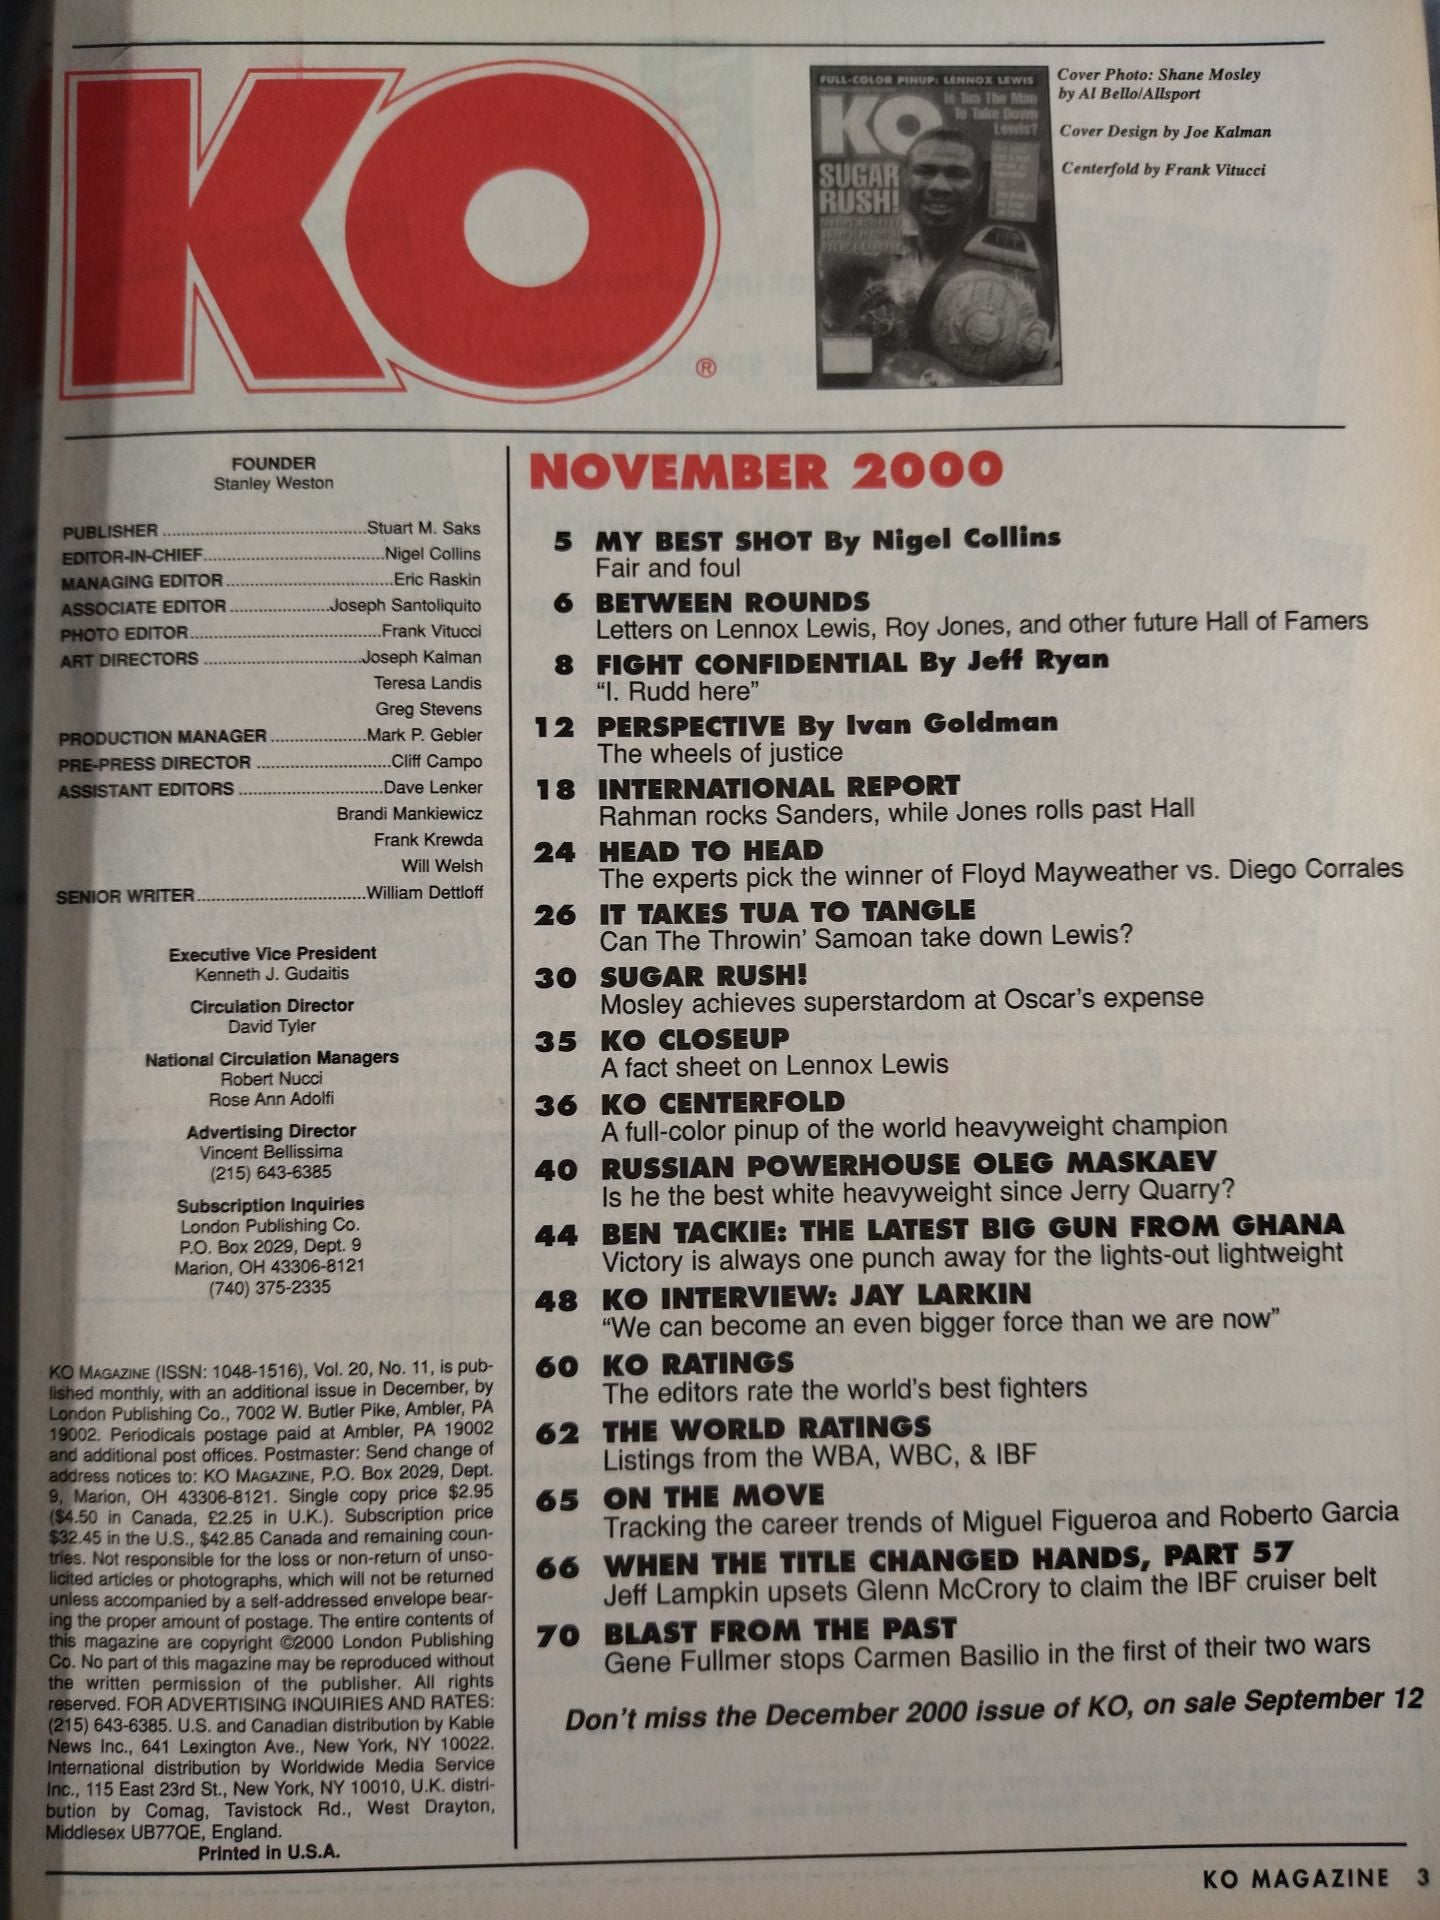 KO
®
FULL-COLOR PINUP: LENNOX LEWIS
KO
Is Tua The Man
To Take Down
Lewis?
SUGAR
RUSH!
Cover Photo: Shane Mosley
by Al Bello/Allsport
Cover Design by Joe Kalman
Centerfold by Frank Vitucci
FOUNDER
Stanley Weston
PUBLISHER ..................................Stuart M. Saks
EDITOR-IN-CHIEF..............................Nigel Collins
MANAGING EDITOR ............................Eric Raskin
ASSOCIATE EDITOR .................Joseph Santoliquito
PHOTO EDITOR................................Frank Vitucci
ART DIRECTORS ..........................Joseph Kalman
Teresa Landis
Greg Stevens
PRODUCTION MANAGER ................Mark P. Gebler
PRE-PRESS DIRECTOR ......................Cliff Campo
ASSISTANT EDITORS ........................Dave Lenker
Brandi Mankiewicz
Frank Krewda
Will Welsh
SENIOR WRITER............................William Dettloff
Executive Vice President
Kenneth J. Gudaitis
Circulation Director
David Tyler
National Circulation Managers
Robert Nucci
Rose Ann Adolfi
Advertising Director
Vincent Bellissima
(215) 643-6385
Subscription Inquiries
London Publishing Co.
P.O. Box 2029, Dept. 9
Marion, OH 43306-8121
(740) 375-2335
KO MAGAZINE (ISSN: 1048-1516), Vol. 20, No. 11, is pub-
lished monthly, with an additional issue in December, by
London Publishing Co., 7002 W. Butler Pike, Ambler, PA
19002. Periodicals postage paid at Ambler, PA 19002
and additional post offices. Postmaster: Send change of
address notices to: KO MAGAZINE, P.O. Box 2029, Dept.
9, Marion, OH 43306-8121. Single copy price $2.95
($4.50 in Canada, £2.25 in U.K.). Subscription price
$32.45 in the U.S., $42.85 Canada and remaining coun-
tries. Not responsible for the loss or non-return of unso-
licited articles or photographs, which will not be returned
unless accompanied by a self-addressed envelope bear-
ing the proper amount of postage. The entire contents of
this magazine are copyright ©2000 London Publishing
Co. No part of this magazine may be reproduced without
the written permission of the publisher. All rights
reserved. FOR ADVERTISING INQUIRIES AND RATES:
(215) 643-6385. U.S. and Canadian distribution by Kable
News Inc., 641 Lexington Ave., New York, NY 10022.
International distribution by Worldwide Media Service
Inc., 115 East 23rd St., New York, NY 10010, U.K. distri-
bution by Comag, Tavistock Rd., West Drayton,
Middlesex UB77QE, England.
Printed in U.S.A.
NOVEMBER 2000
5 MY BEST SHOT By Nigel Collins
Fair and foul
6 BETWEEN ROUNDS
Letters on Lennox Lewis, Roy Jones, and other future Hall of Famers
8 FIGHT CONFIDENTIAL By Jeff Ryan
“I. Rudd here”
12 PERSPECTIVE By Ivan Goldman
The wheels of justice
18 INTERNATIONAL REPORT
Rahman rocks Sanders, while Jones rolls past Hall
24 HEAD TO HEAD
The experts pick the winner of Floyd Mayweather vs. Diego Corrales
26 IT TAKES TUA TO TANGLE
Can The Throwin’ Samoan take down Lewis?
30 SUGAR RUSH!
Mosley achieves superstardom at Oscar’s expense
35 KO CLOSEUP
A fact sheet on Lennox Lewis
36 KO CENTERFOLD
A full-color pinup of the world heavyweight champion
40 RUSSIAN POWERHOUSE OLEG MASKAEV
Is he the best white heavyweight since Jerry Quarry?
44 BEN TACKIE: THE LATEST BIG GUN FROM GHANA
Victory is always one punch away for the lights-out lightweight
48 KO INTERVIEW: JAY LARKIN
“We can become an even bigger force than we are now”
60 KO RATINGS
The editors rate the world’s best fighters
62 THE WORLD RATINGS
Listings from the WBA, WBC, & IBF
65 ON THE MOVE
Tracking the career trends of Miguel Figueroa and Roberto Garcia
66 WHEN THE TITLE CHANGED HANDS, PART 57
Jeff Lampkin upsets Glenn McCrory to claim the IBF cruiser belt
70 BLAST FROM THE PAST
Gene Fullmer stops Carmen Basilio in the first of their two wars
Don’t miss the December 2000 issue of KO, on sale September 12
KO MAGAZINE 3